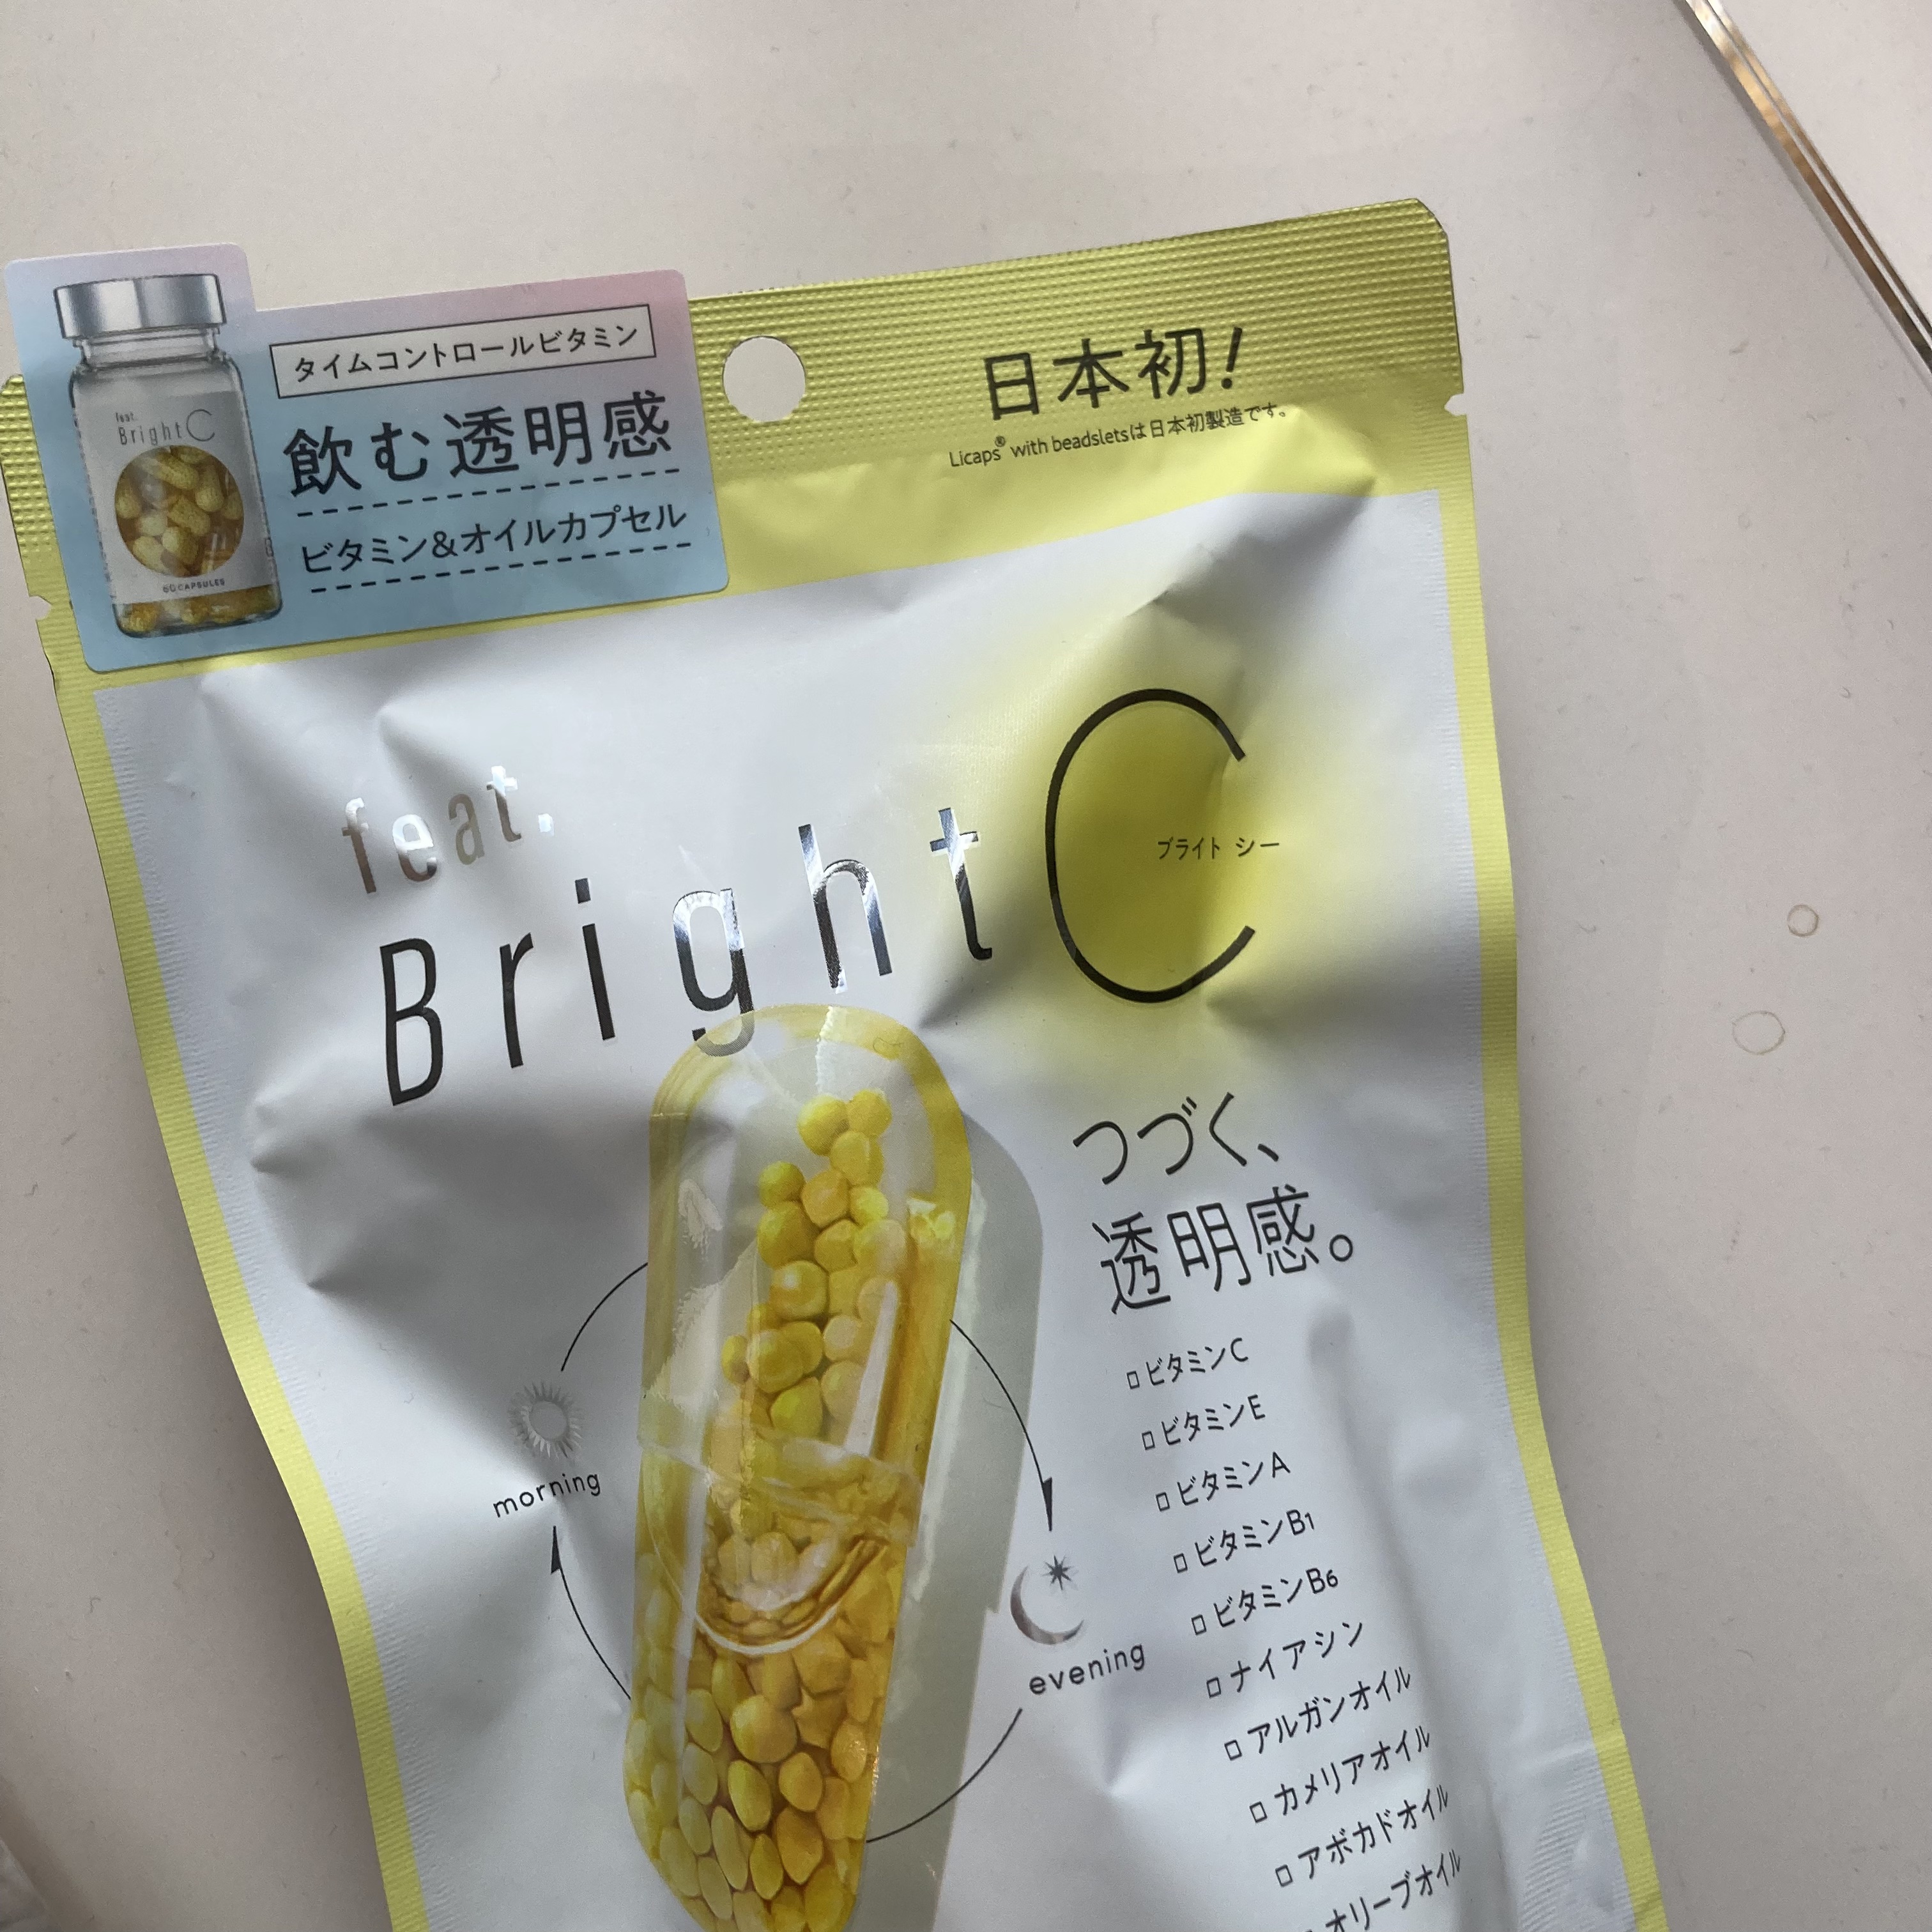 feat.
Bright C
60 CAPSULES
タイムコントロールビタミン
飲む透明感
ビタミン&オイルカプセル
日本初!
Licaps® with beadsletsは日本初製造です。
feat.
Bright C
ブライト シー
つづく、
透明感。
□ ビタミンC
□ ビタミンE
□ ビタミンA
□ ビタミンB1
□ ビタミンB6
□ ナイアシン
□ アルガンオイル
□ カメリアオイル
□ アボカドオイル
□ オリーブオイル
morning
evening